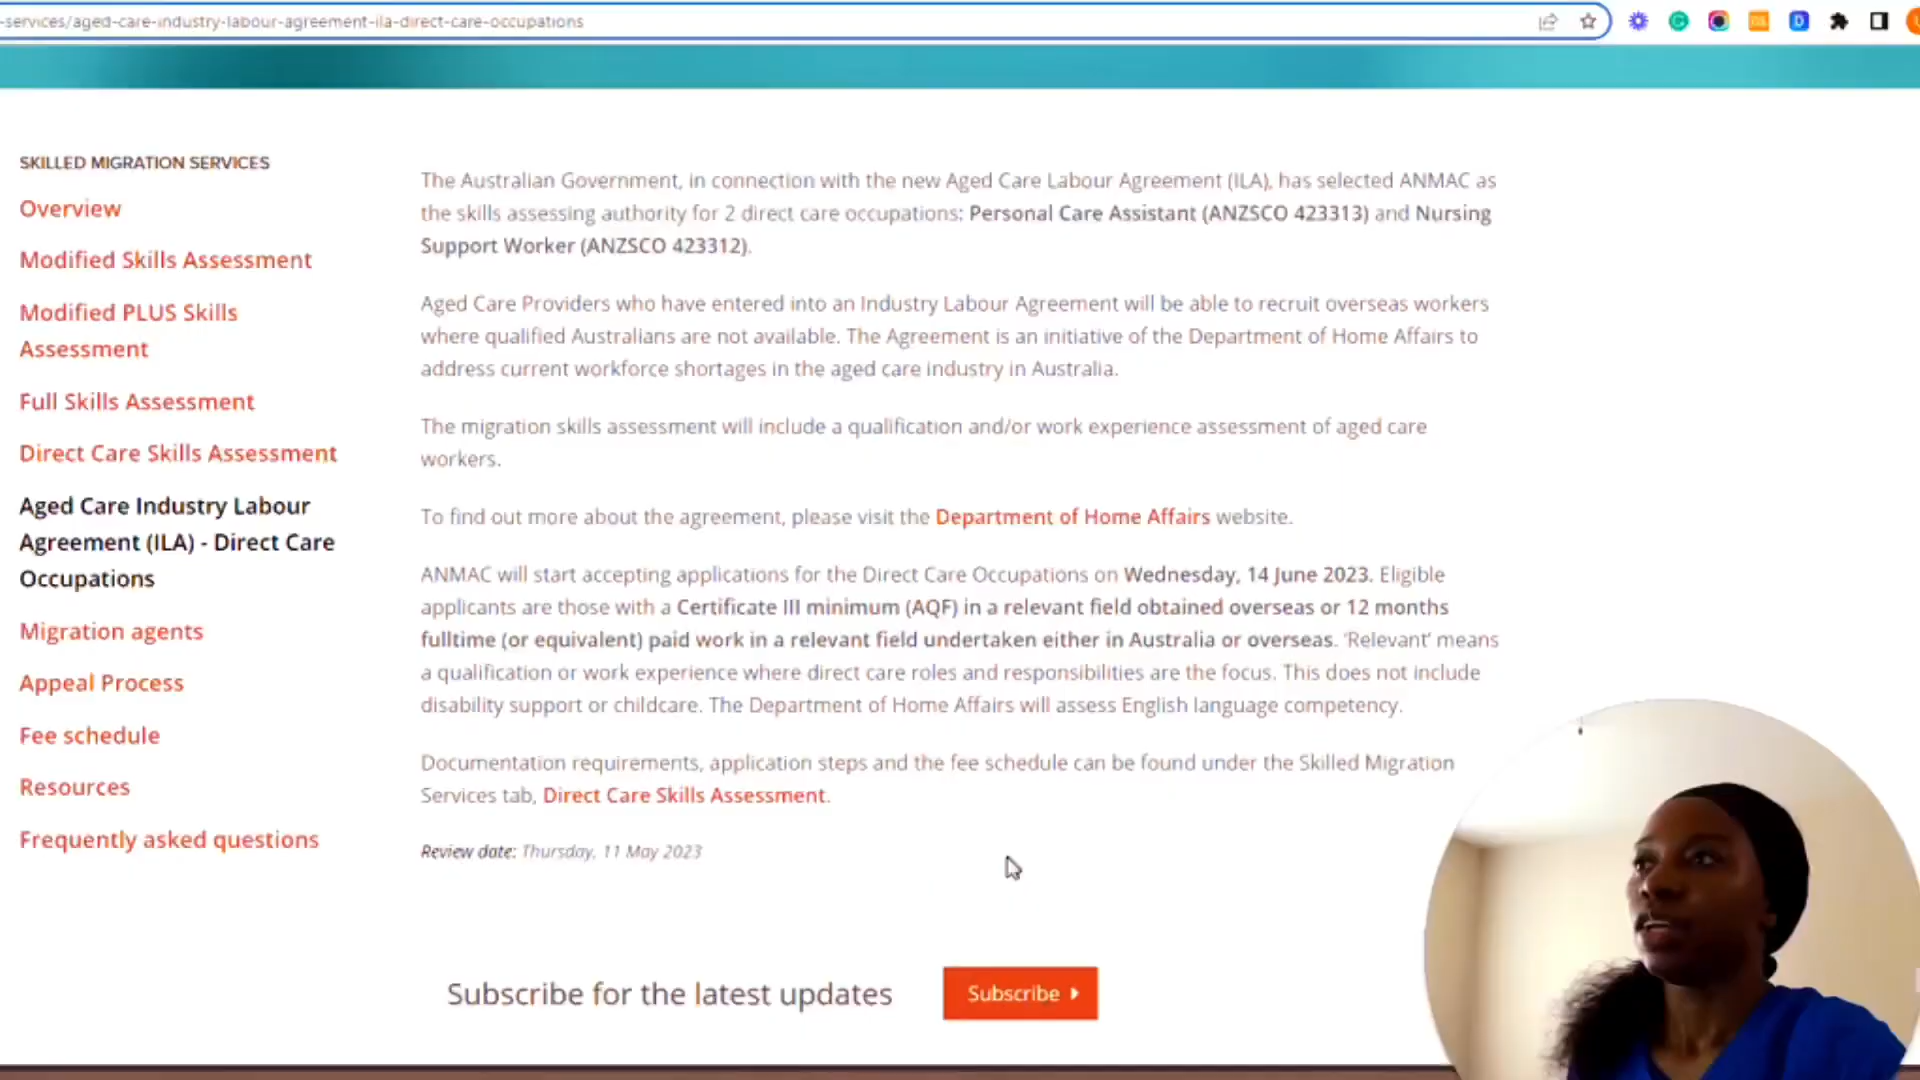 -services/aged-care-industry-labour-agreement-ila-direct-care-occupations
SKILLED MIGRATION SERVICES
Overview
Modified Skills Assessment
Modified PLUS Skills
Assessment
Full Skills Assessment
Direct Care Skills Assessment
Aged Care Industry Labour
Agreement (ILA) - Direct Care
Occupations
Migration agents
Appeal Process
Fee schedule
Resources
Frequently asked questions
The Australian Government, in connection with the new Aged Care Labour Agreement (ILA), has selected ANMAC as
the skills assessing authority for 2 direct care occupations: Personal Care Assistant (ANZSCO 423313) and Nursing
Support Worker (ANZSCO 423312).
Aged Care Providers who have entered into an Industry Labour Agreement will be able to recruit overseas workers
where qualified Australians are not available. The Agreement is an initiative of the Department of Home Affairs to
address current workforce shortages in the aged care industry in Australia.
The migration skills assessment will include a qualification and/or work experience assessment of aged care
workers.
To find out more about the agreement, please visit the Department of Home Affairs website.
ANMAC will start accepting applications for the Direct Care Occupations on Wednesday, 14 June 2023. Eligible
applicants are those with a Certificate III minimum (AQF) in a relevant field obtained overseas or 12 months
fulltime (or equivalent) paid work in a relevant field undertaken either in Australia or overseas. 'Relevant' means
a qualification or work experience where direct care roles and responsibilities are the focus. This does not include
disability support or childcare. The Department of Home Affairs will assess English language competency.
Documentation requirements, application steps and the fee schedule can be found under the Skilled Migration
Services tab, Direct Care Skills Assessment.
Review date: Thursday, 11 May 2023
Subscribe for the latest updates
Subscribe